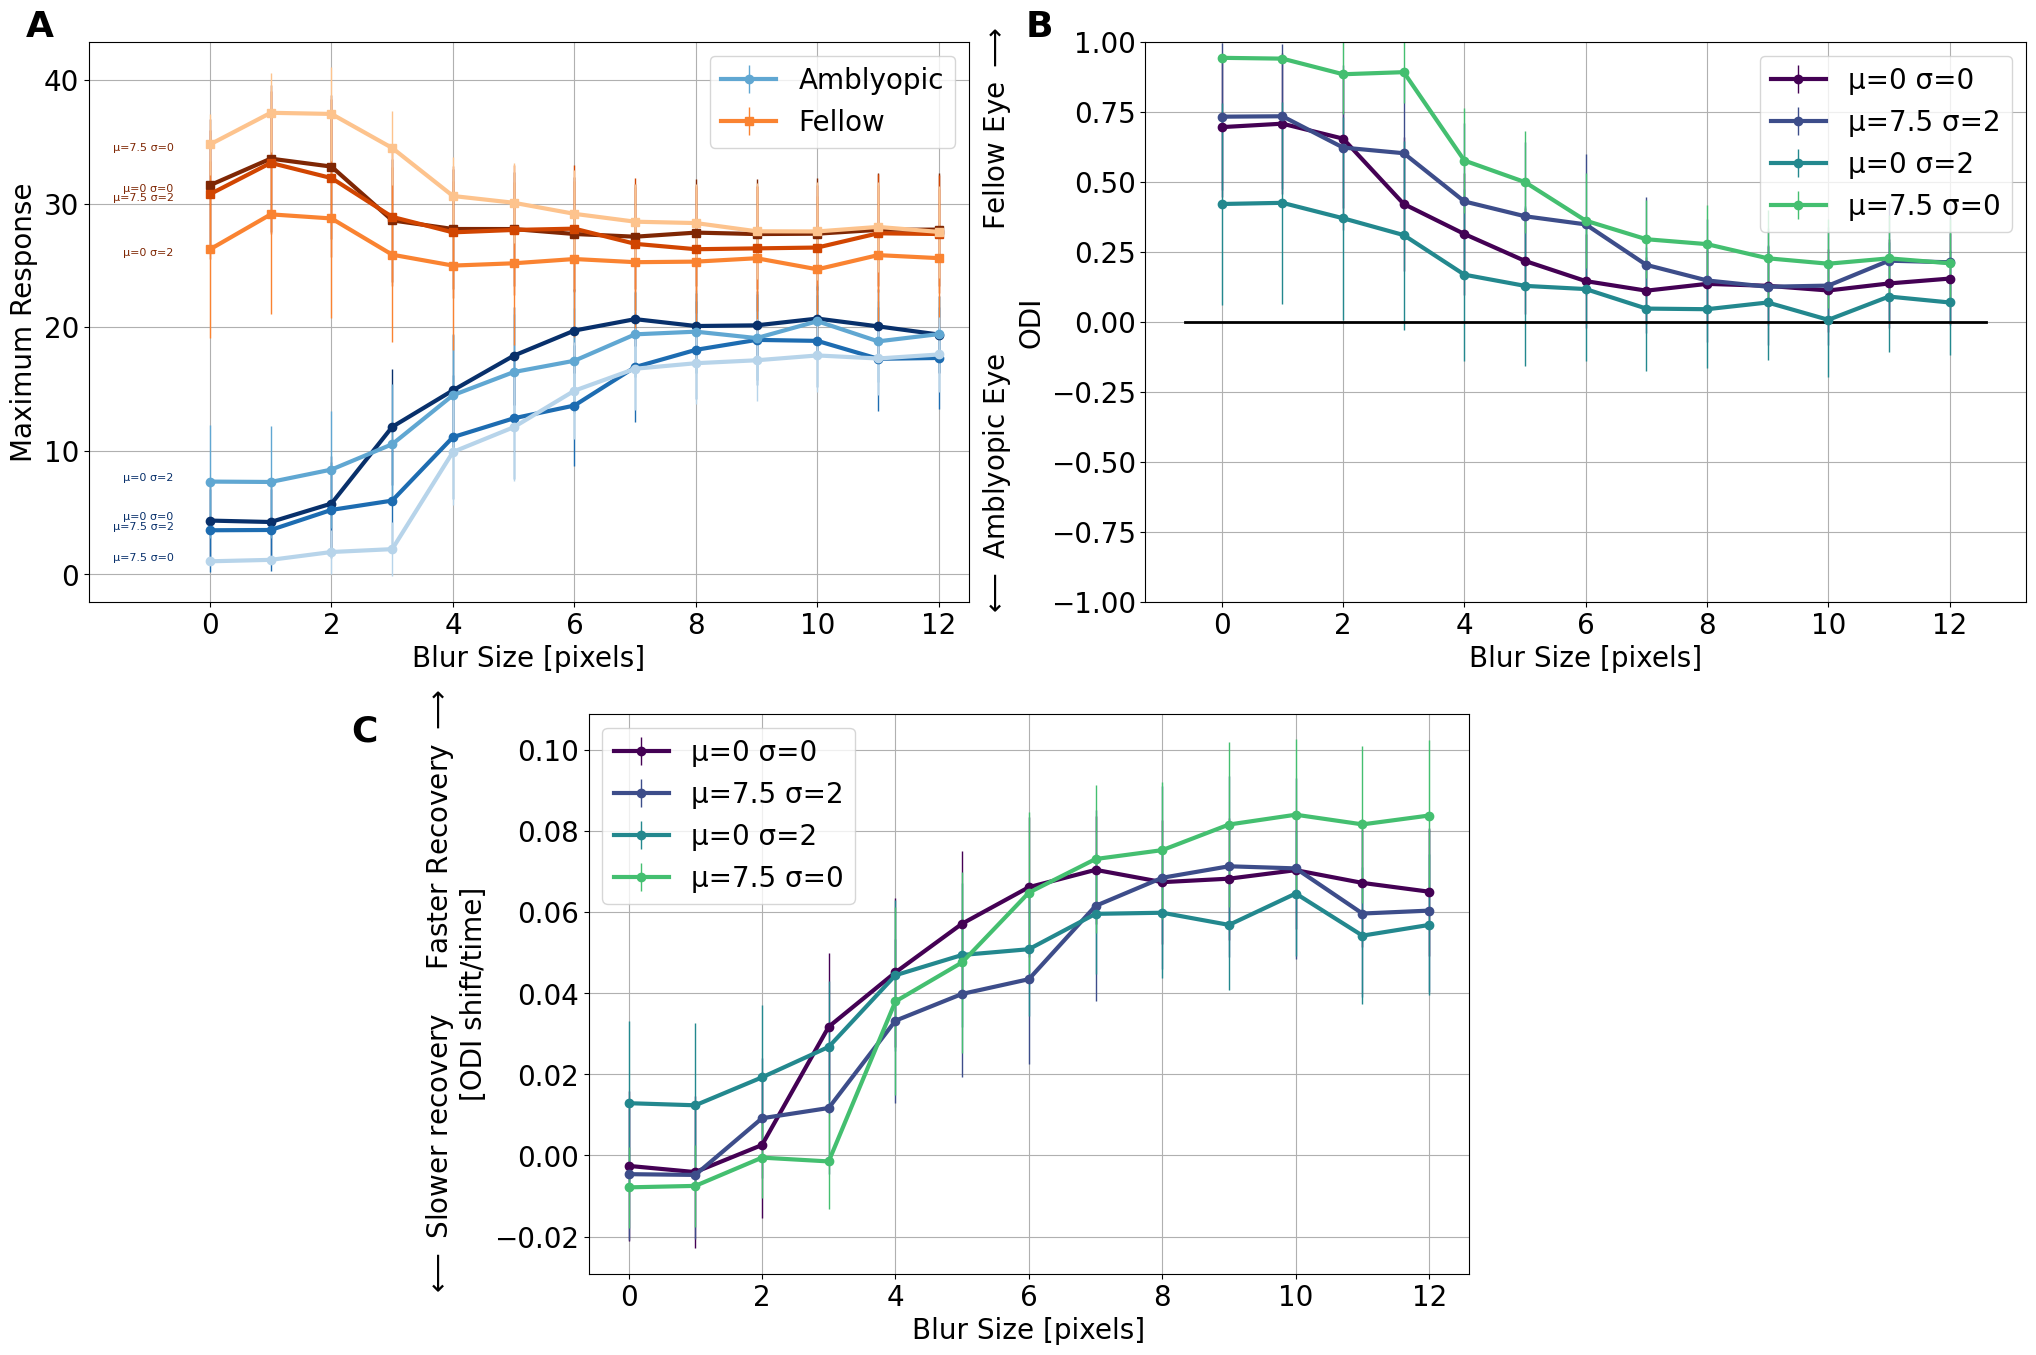 A
40
30
20
10
0
Maximum Response
μ=7.5 σ=0
μ=0 σ=0
μ=7.5 σ=2
μ=0 σ=2
μ=0 σ=2
μ=0 σ=0
μ=7.5 σ=2
μ=7.5 σ=0
Amblyopic
Fellow
0 2 4 6 8 10 12
Blur Size [pixels]
B
← Amblyopic Eye Fellow Eye →
ODI
1.00
0.75
0.50
0.25
0.00
−0.25
−0.50
−0.75
−1.00
μ=0 σ=0
μ=7.5 σ=2
μ=0 σ=2
μ=7.5 σ=0
0 2 4 6 8 10 12
Blur Size [pixels]
C
← Slower recovery Faster Recovery →
[ODI shift/time]
0.10
0.08
0.06
0.04
0.02
0.00
−0.02
μ=0 σ=0
μ=7.5 σ=2
μ=0 σ=2
μ=7.5 σ=0
0 2 4 6 8 10 12
Blur Size [pixels]